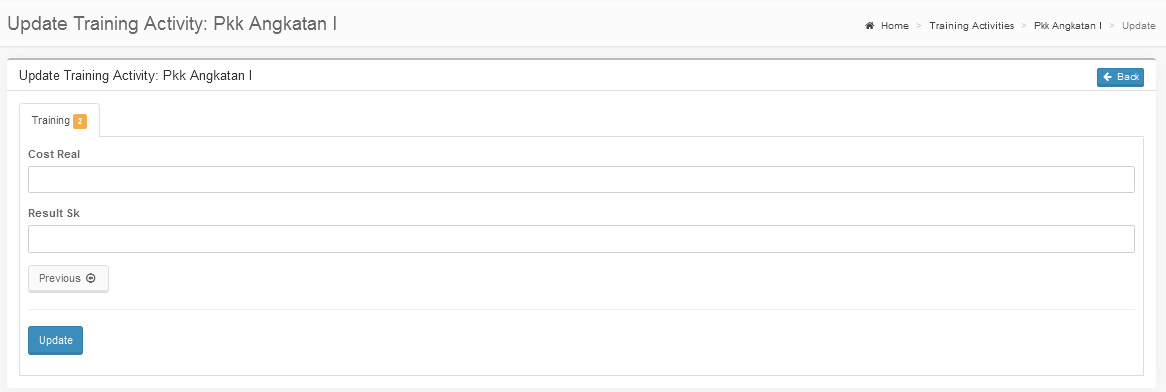 Update Training Activity: Pkk Angkatan I
Home > Training Activities > Pkk Angkatan I > Update
Update Training Activity: Pkk Angkatan I
Back
Training 2
Cost Real
Result Sk
Previous
Update